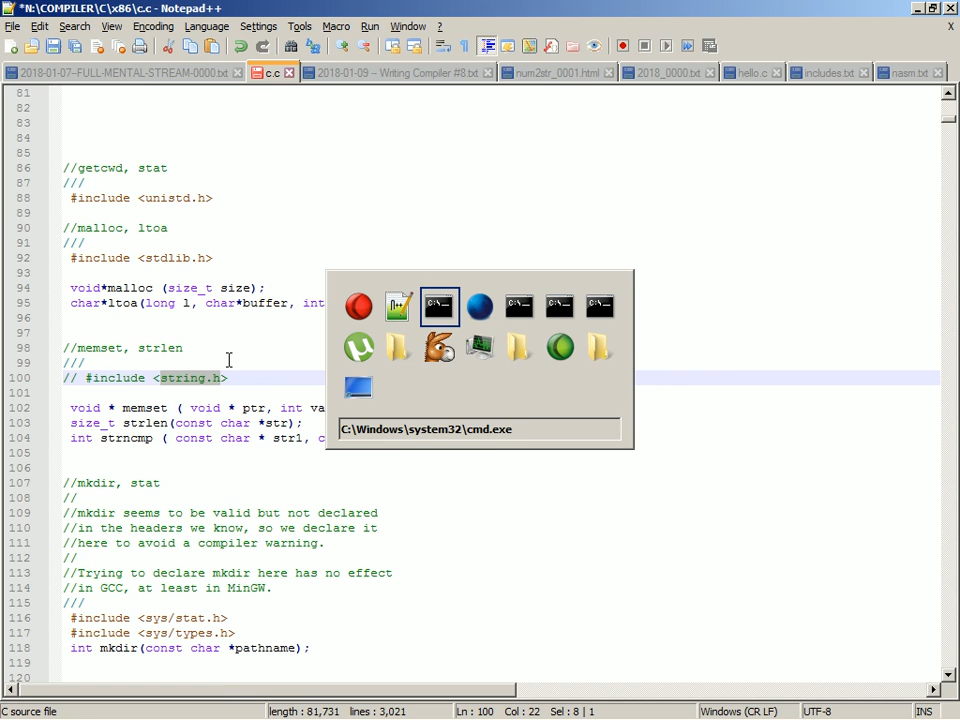 *N:\COMPILER\C\x86\c.c - Notepad++
File Edit Search View Encoding Language Settings Tools Macro Run Window ? X
2018-01-07-FULL-MENTAL-STREAM-0000.txt c.c 2018-01-09 – Writing Compiler #8.txt num2str_0001.html 2018_0000.txt hello.c includes.txt nasm.txt
81
82
83
84
85
86 //getcwd, stat
87 ///
88 #include <unistd.h>
89
90 //malloc, ltoa
91 ///
92 #include <stdlib.h>
93
94 void*malloc (size_t size);
95 char*ltoa(long l, char*buffer, int
96
97
98 //memset, strlen
99 ///
100 // #include <string.h>
101
102 void * memset ( void * ptr, int va
103 size_t strlen(const char *str);
104 int strncmp ( const char * str1, c
105
106
107 //mkdir, stat
108 //
109 //mkdir seems to be valid but not declared
110 //in the headers we know, so we declare it
111 //here to avoid a compiler warning.
112 //
113 //Trying to declare mkdir here has no effect
114 //in GCC, at least in MinGW.
115 ///
116 #include <sys/stat.h>
117 #include <sys/types.h>
118 int mkdir(const char *pathname);
119
120
C:\Windows\system32\cmd.exe
C source file length : 81,731 lines : 3,021 Ln : 100 Col : 22 Sel : 8 | 1 Windows (CR LF) UTF-8 INS